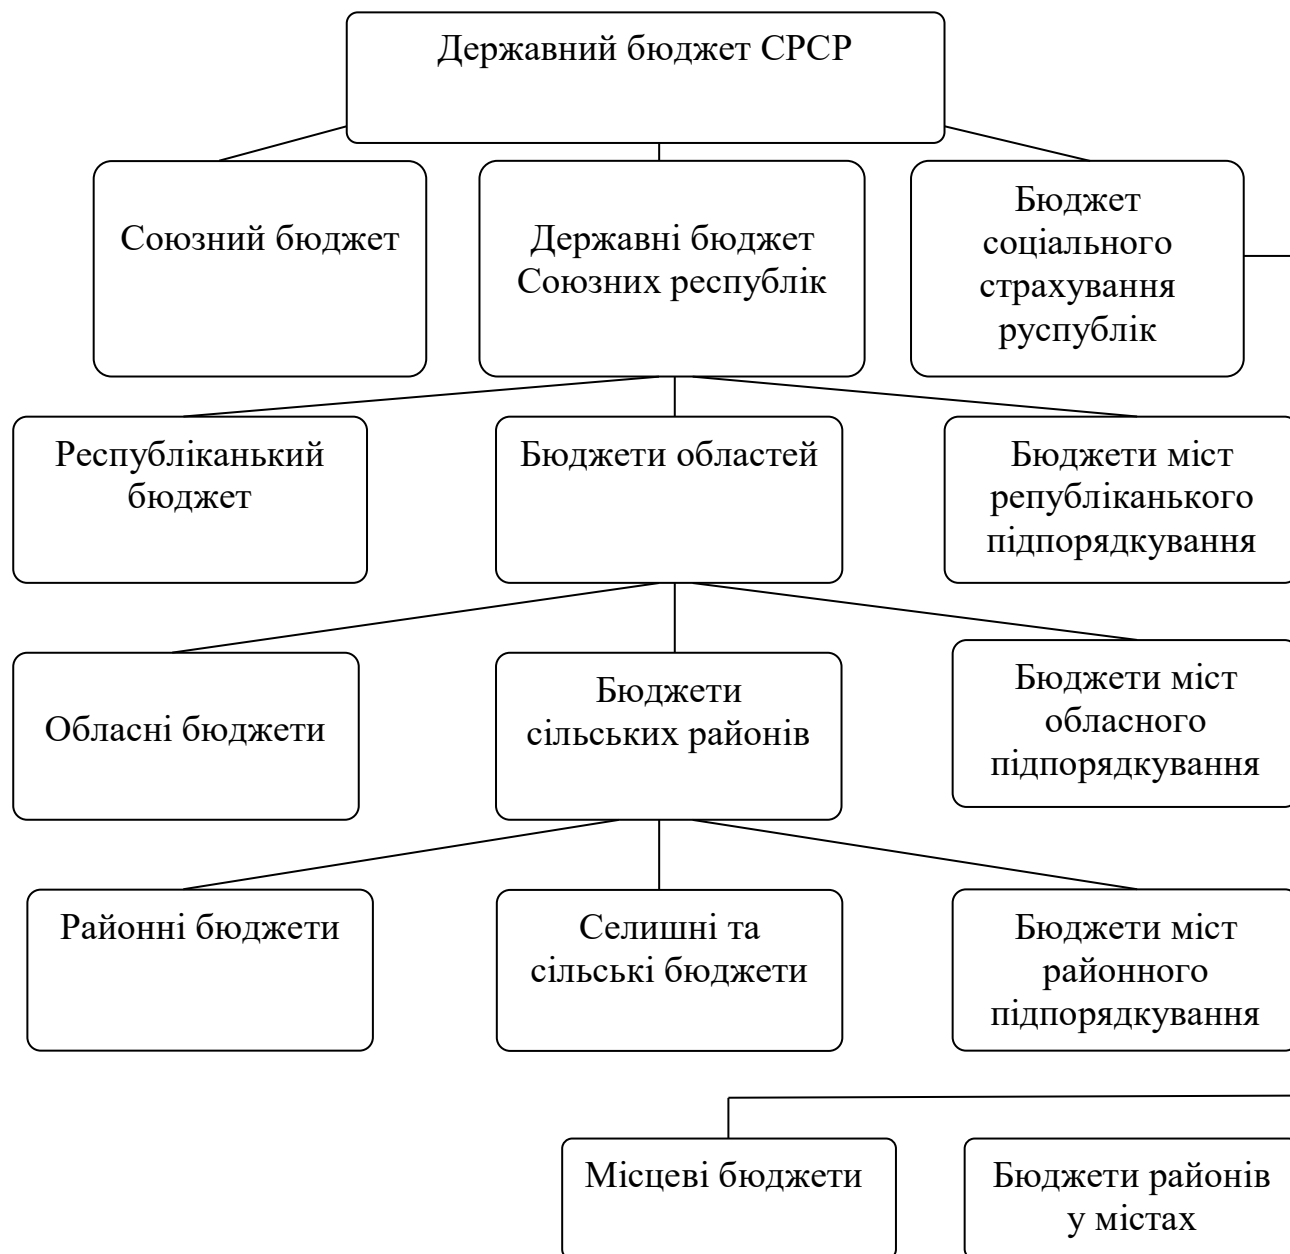 Державний бюджет СРСР
Союзний бюджет
Державні бюджет
Союзних республік
Бюджет
соціального
страхування
руспублік
Республіканький
бюджет
Бюджети областей
Бюджети міст
републіканького
підпорядкування
Обласні бюджети
Бюджети
сільських районів
Бюджети міст
обласного
підпорядкування
Районні бюджети
Селишні та
сільські бюджети
Бюджети міст
районного
підпорядкування
Місцеві бюджети
Бюджети районів
у містах